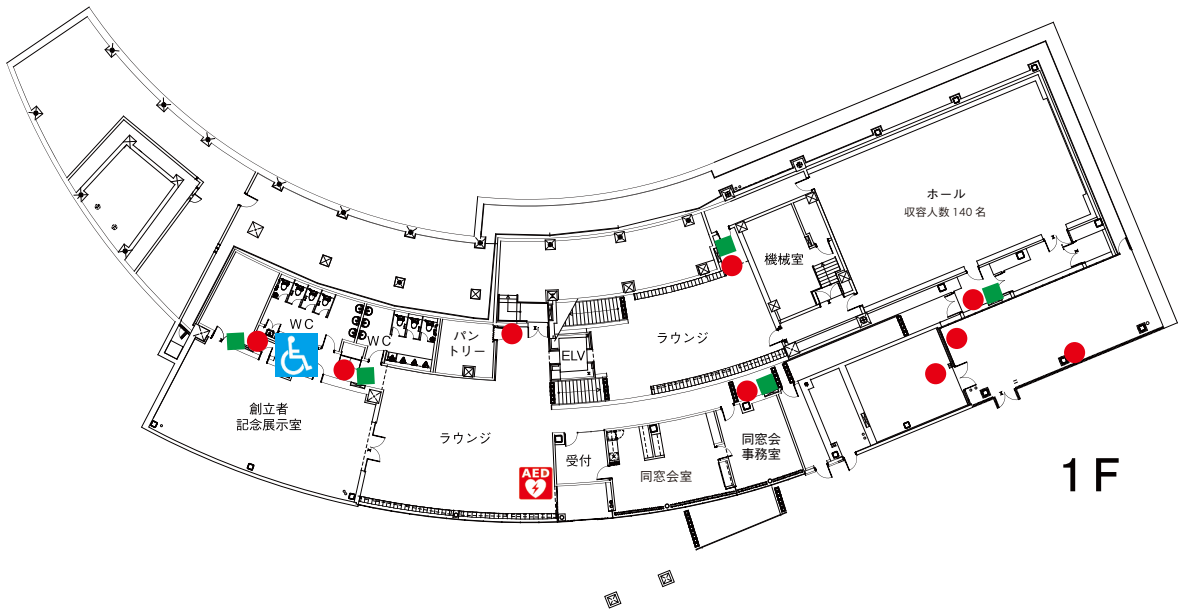 ホール
収容人数 140 名
機械室
WC
WC
パン
トリー
ラウンジ
ELV
創立者
記念展示室
ラウンジ
AED
受付
同窓会室
同窓会
事務室
1F